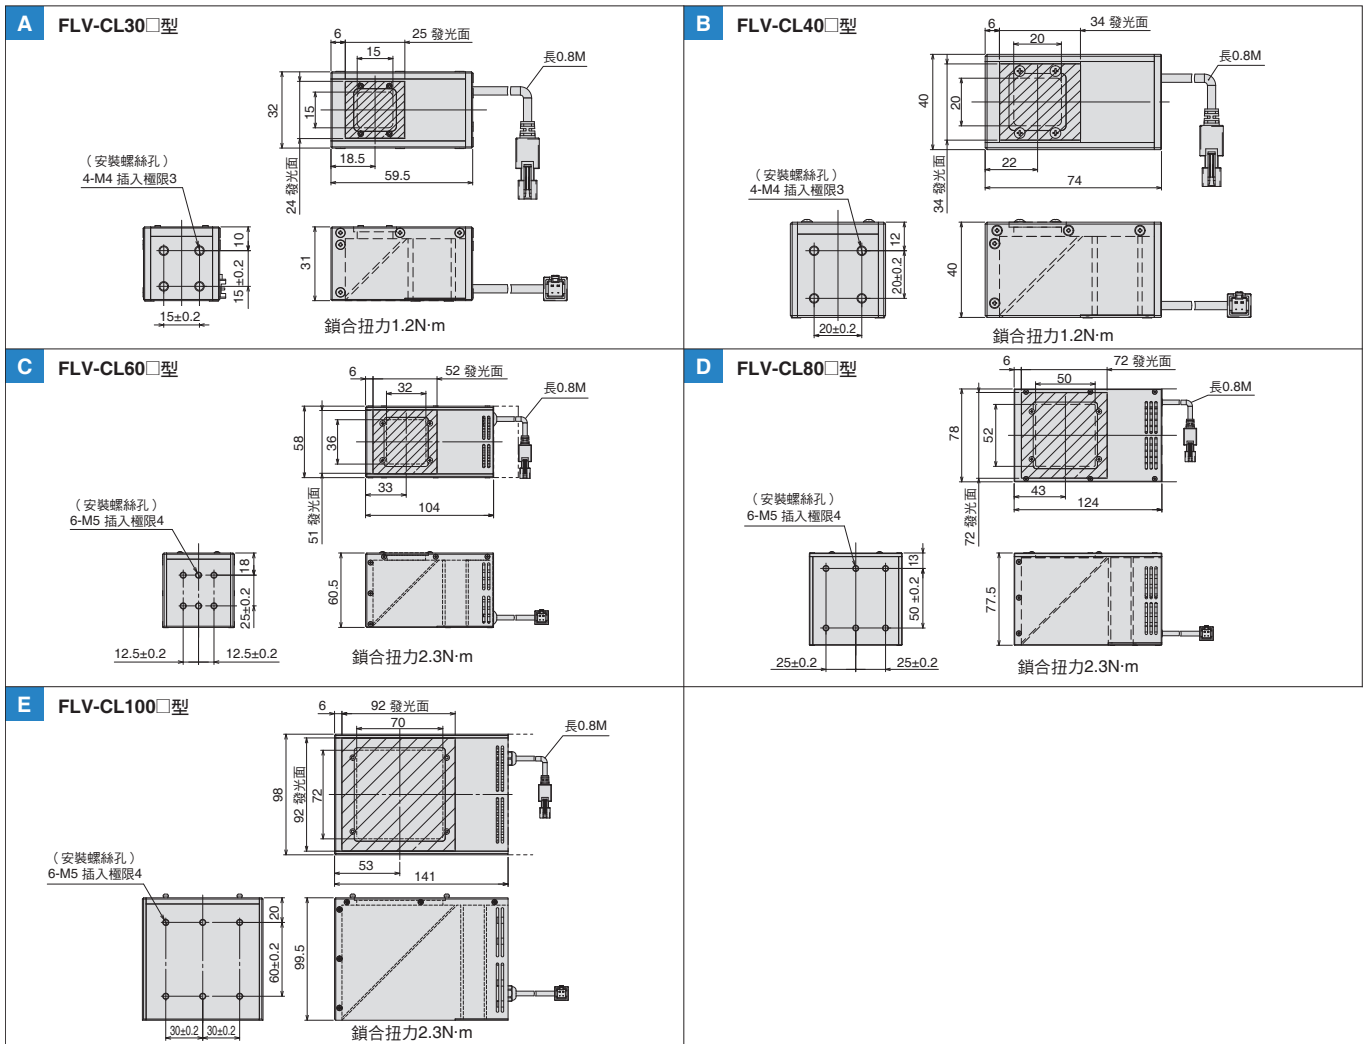 A FLV-CL30□型
6 25 發光面
15
長0.8M
32
15
24 發光面
18.5
59.5
（安裝螺絲孔）
4-M4 插入極限3
10
15±0.2
15±0.2
31
鎖合扭力1.2N·m
B FLV-CL40□型
6 34 發光面
20
長0.8M
40
20
34 發光面
22
74
（安裝螺絲孔）
4-M4 插入極限3
12
20±0.2
20±0.2
40
鎖合扭力1.2N·m
C FLV-CL60□型
6 52 發光面
32
長0.8M
58
36
51 發光面
33
104
（安裝螺絲孔）
6-M5 插入極限4
18
25±0.2
12.5±0.2 12.5±0.2
60.5
鎖合扭力2.3N·m
D FLV-CL80□型
6 72 發光面
50
長0.8M
78
52
72 發光面
43
124
（安裝螺絲孔）
6-M5 插入極限4
13
50 ±0.2
25±0.2 25±0.2
77.5
鎖合扭力2.3N·m
E FLV-CL100□型
6 92 發光面
70
長0.8M
98
92 發光面
72
53
141
（安裝螺絲孔）
6-M5 插入極限4
20
60±0.2
30±0.2 30±0.2
99.5
鎖合扭力2.3N·m